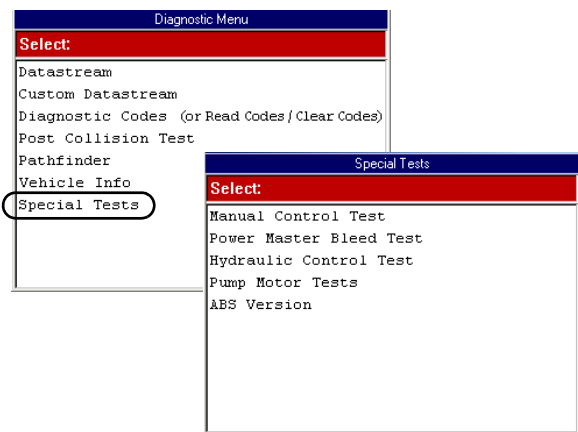 Diagnostic Menu
Select:
Datastream
Custom Datastream
Diagnostic Codes (or Read Codes / Clear Codes)
Post Collision Test
Pathfinder
Vehicle Info
Special Tests
Special Tests
Select:
Manual Control Test
Power Master Bleed Test
Hydraulic Control Test
Pump Motor Tests
ABS Version